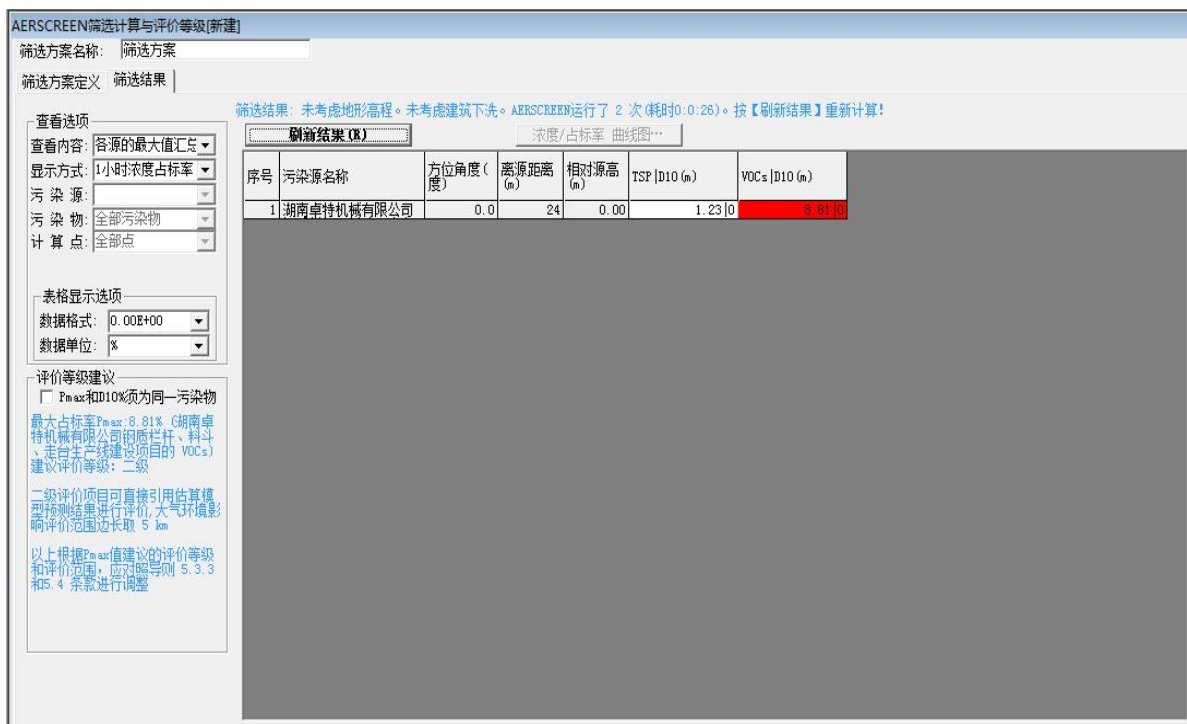 AERSCREEN筛选计算与评价等级[新建]
筛选方案名称: 筛选方案
筛选方案定义 筛选结果
筛选结果: 未考虑地形高程。未考虑建筑下洗。AERSCREEN运行了 2 次(耗时0:0:26)。按【刷新结果】重新计算!
刷新结果(R) 浓度/占标率 曲线图…
查看选项
查看内容: 各源的最大值汇总
显示方式: 1小时浓度占标率
污 染 源:
污 染 物: 全部污染物
计 算 点: 全部点
序号 污染源名称 方位角度(度) 离源距离(m) 相对源高(m) TSP|D10(m) VOCs|D10(m)
1 湖南卓特机械有限公司 0.0 24 0.00 1.23|0 8.81|0
表格显示选项
数据格式: 0.00E+00
数据单位: %
评价等级建议
Pmax和D10%须为同一污染物
最大占标率Pmax:8.81% (湖南卓
特机械有限公司钢质栏杆、料斗
、走台生产线建设项目的 VOCs)
建议评价等级: 二级
二级评价项目可直接引用估算模
型预测结果进行评价,大气环境影
响评价范围边长取 5 km
以上根据Pmax值建议的评价等级
和评价范围,应对照导则 5.3.3
和5.4 条款进行调整